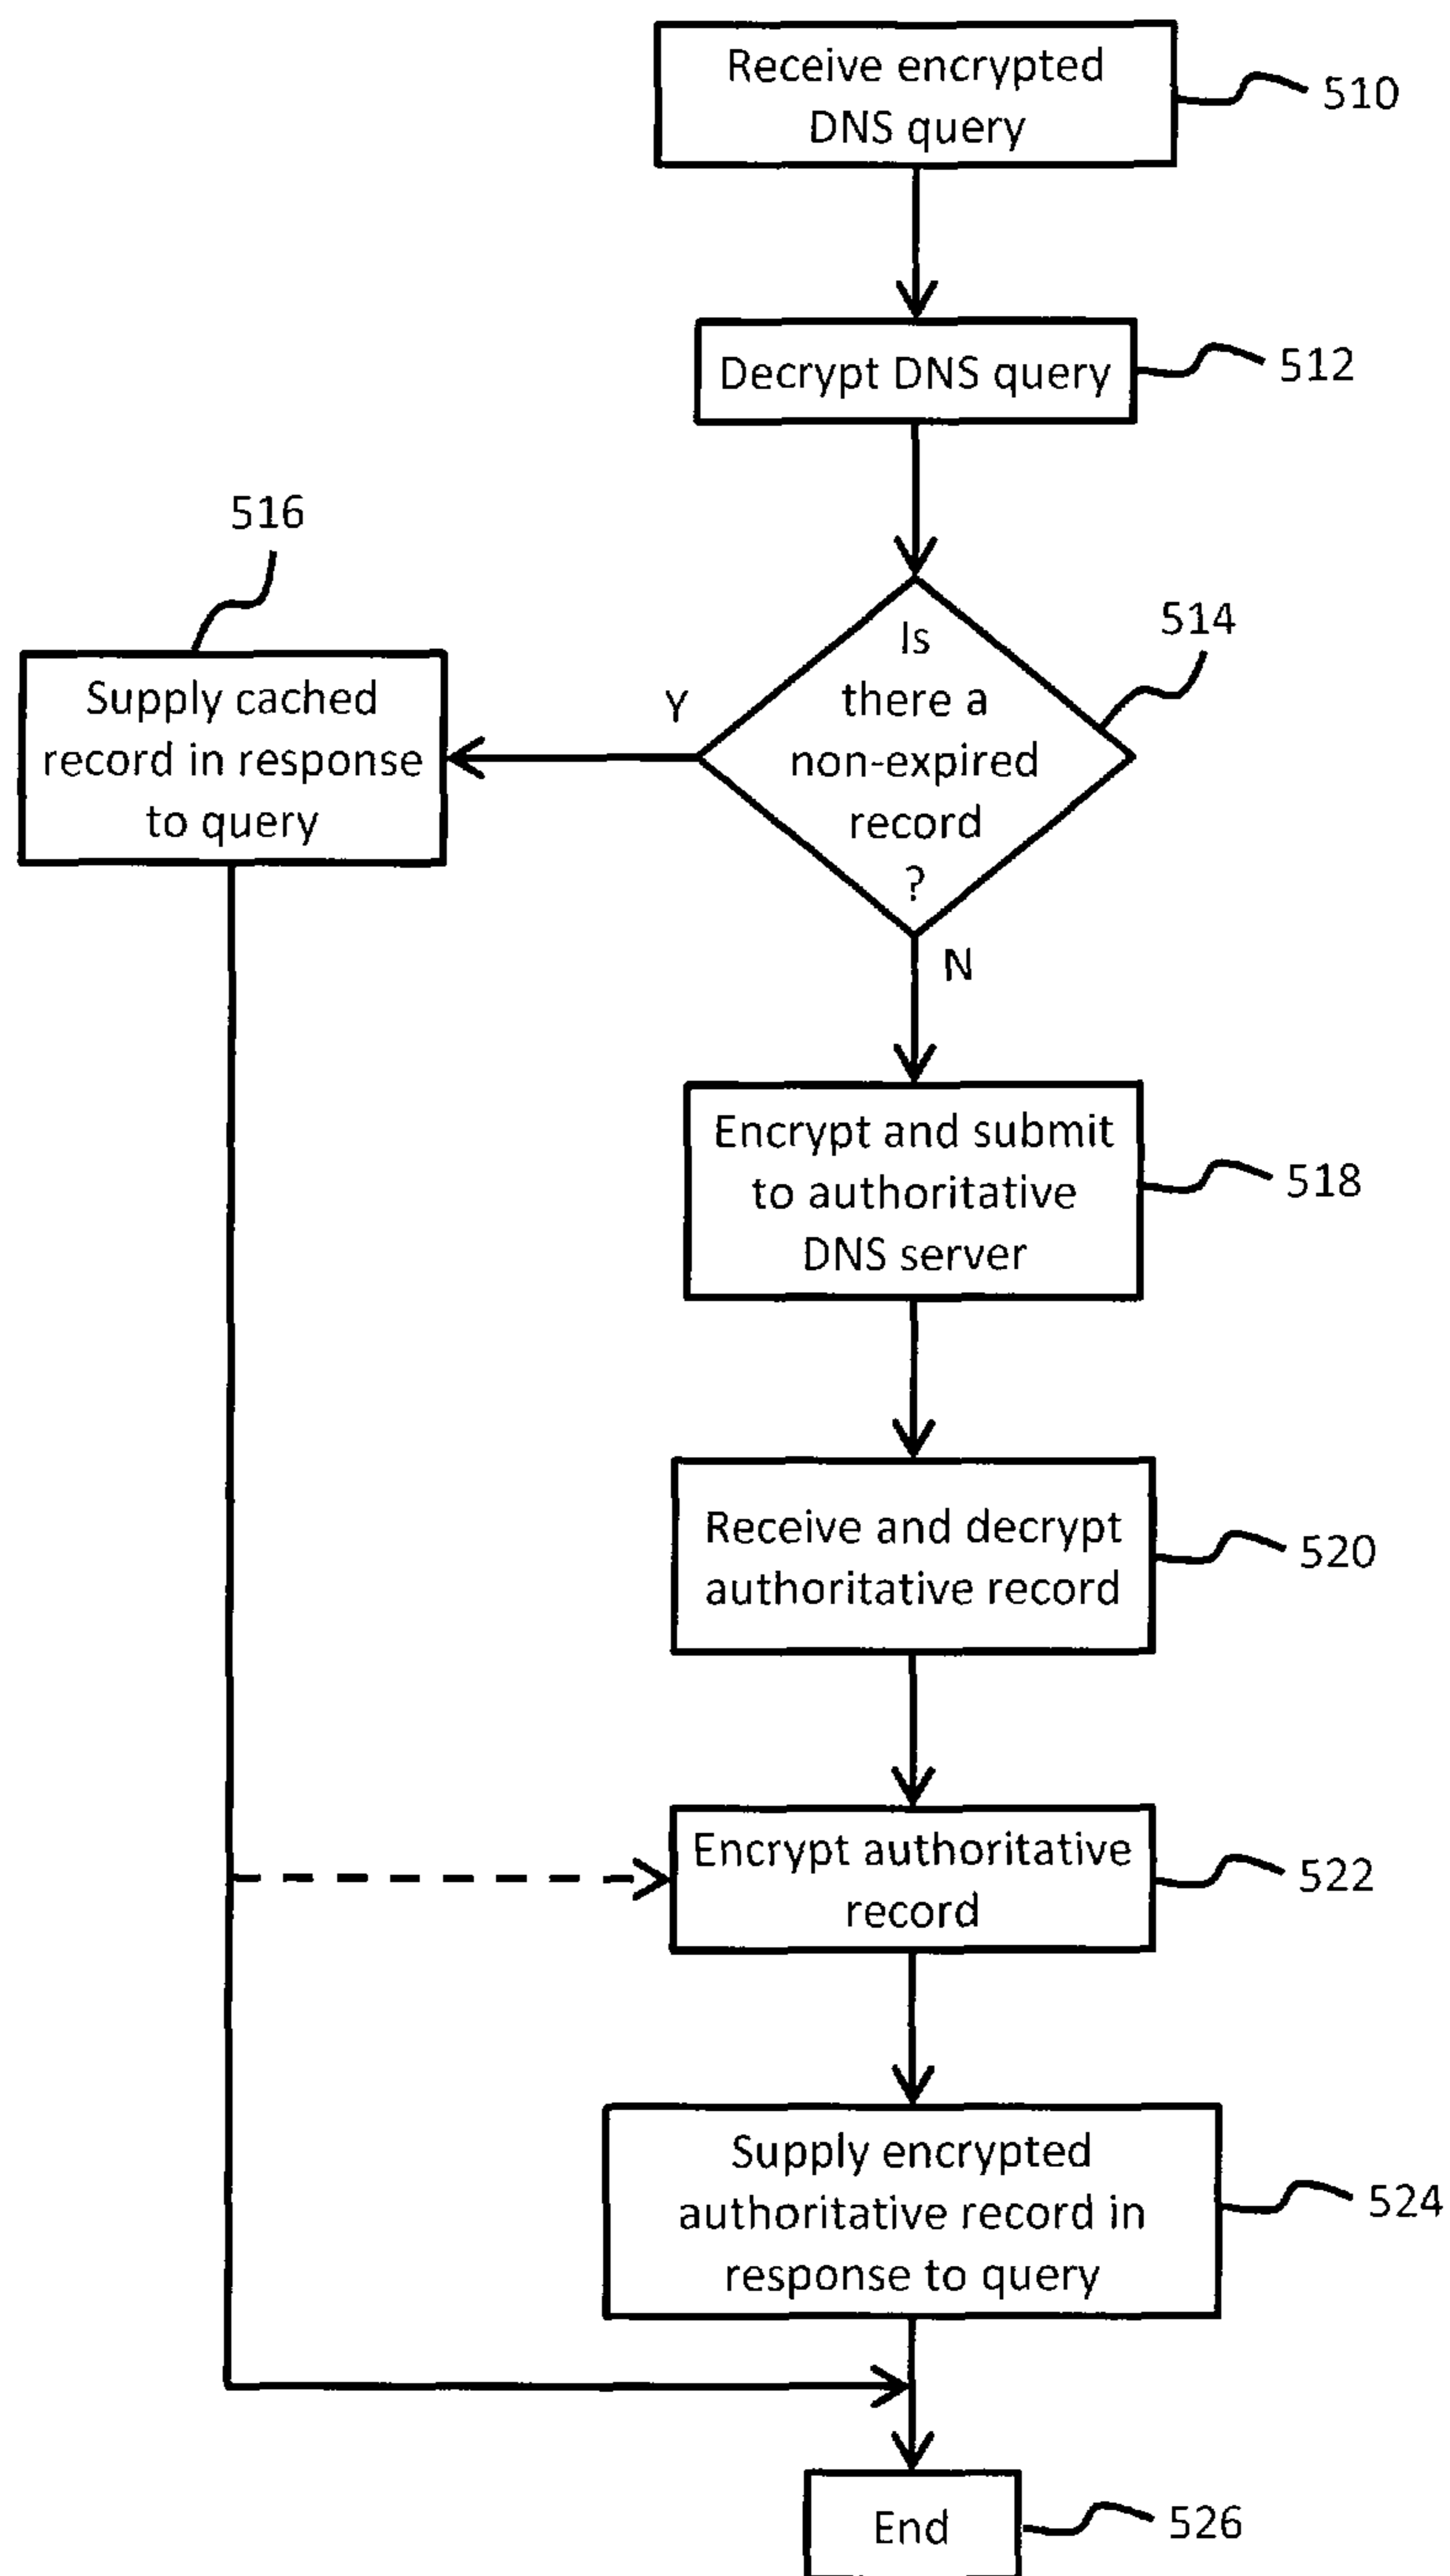 Receive encrypted
DNS query
510
Decrypt DNS query
512
516
Supply cached
record in response
to query
Y
Is
there a
non-expired
record
?
514
N
Encrypt and submit
to authoritative
DNS server
518
Receive and decrypt
authoritative record
520
Encrypt authoritative
record
522
Supply encrypted
authoritative record in
response to query
524
End
526